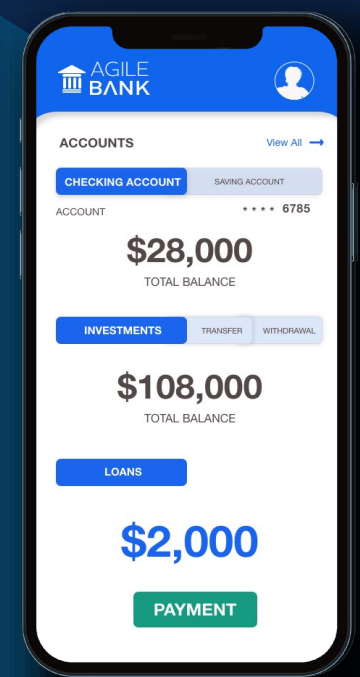 AGILE
BANK
ACCOUNTS
View All →
CHECKING ACCOUNT
SAVING ACCOUNT
ACCOUNT
* * * * 6785
$28,000
TOTAL BALANCE
INVESTMENTS
TRANSFER
WITHDRAWAL
$108,000
TOTAL BALANCE
LOANS
$2,000
PAYMENT